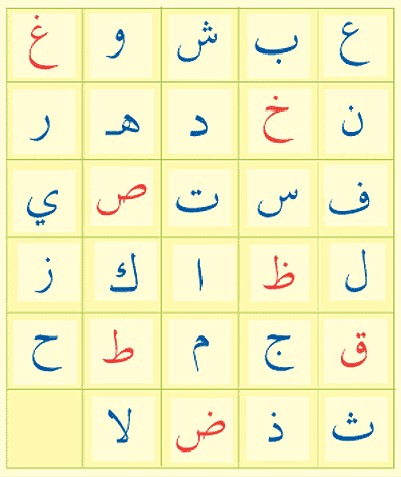 ع ب ش و غ
ن خ د هـ ر
ف س ت ص ي
ل ظ ا ك ز
ق ج م ط ح
ث ذ ض لا